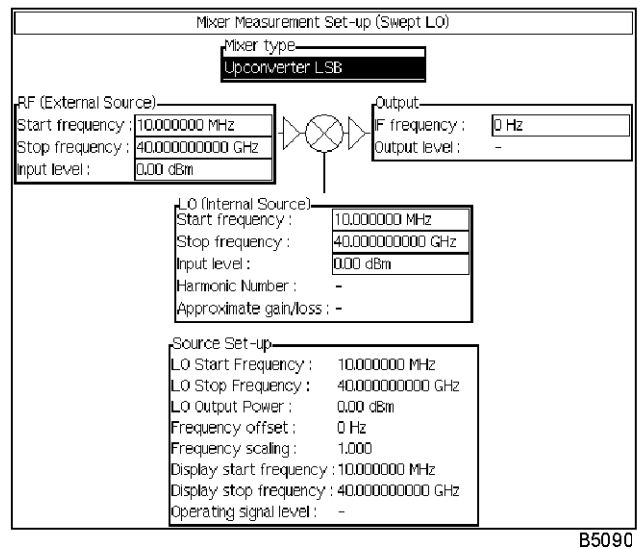 Mixer Measurement Set-up (Swept LO)
Mixer type
Upconverter LSB
RF (External Source)
Start frequency : 10.000000 MHz
Stop frequency : 40.000000000 GHz
Input level : 0.00 dBm
Output
IF frequency : 0 Hz
Output level : -
LO (Internal Source)
Start frequency : 10.000000 MHz
Stop frequency : 40.000000000 GHz
Input level : 0.00 dBm
Harmonic Number : -
Approximate gain/loss : -
Source Set-up
LO Start Frequency : 10.000000 MHz
LO Stop Frequency : 40.000000000 GHz
LO Output Power : 0.00 dBm
Frequency offset : 0 Hz
Frequency scaling : 1.000
Display start frequency : 10.000000 MHz
Display stop frequency : 40.000000000 GHz
Operating signal level : -
B5090